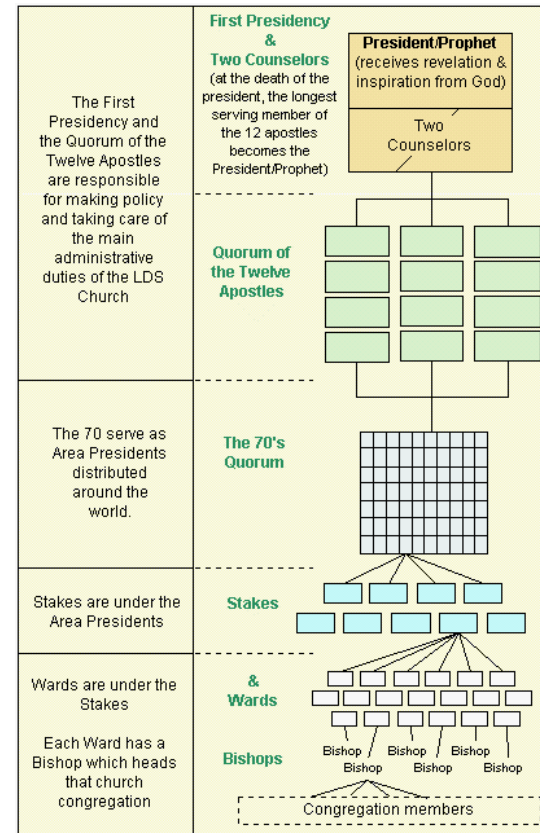 The First
Presidency and
the Quorum of the
Twelve Apostles
are responsible
for making policy
and taking care of
the main
administrative
duties of the LDS
Church
First Presidency
&
Two Counselors
(at the death of the
president, the longest
serving member of
the 12 apostles
becomes the
President/Prophet)
President/Prophet
(receives revelation &
inspiration from God)
Two
Counselors
Quorum of
the Twelve
Apostles
The 70 serve as
Area Presidents
distributed
around the
world.
The 70's
Quorum
Stakes are under the
Area Presidents
Stakes
Wards are under the
Stakes
Each Ward has a
Bishop which heads
that church
congregation
&
Wards
Bishops
Bishop Bishop Bishop
Bishop Bishop Bishop
Congregation members